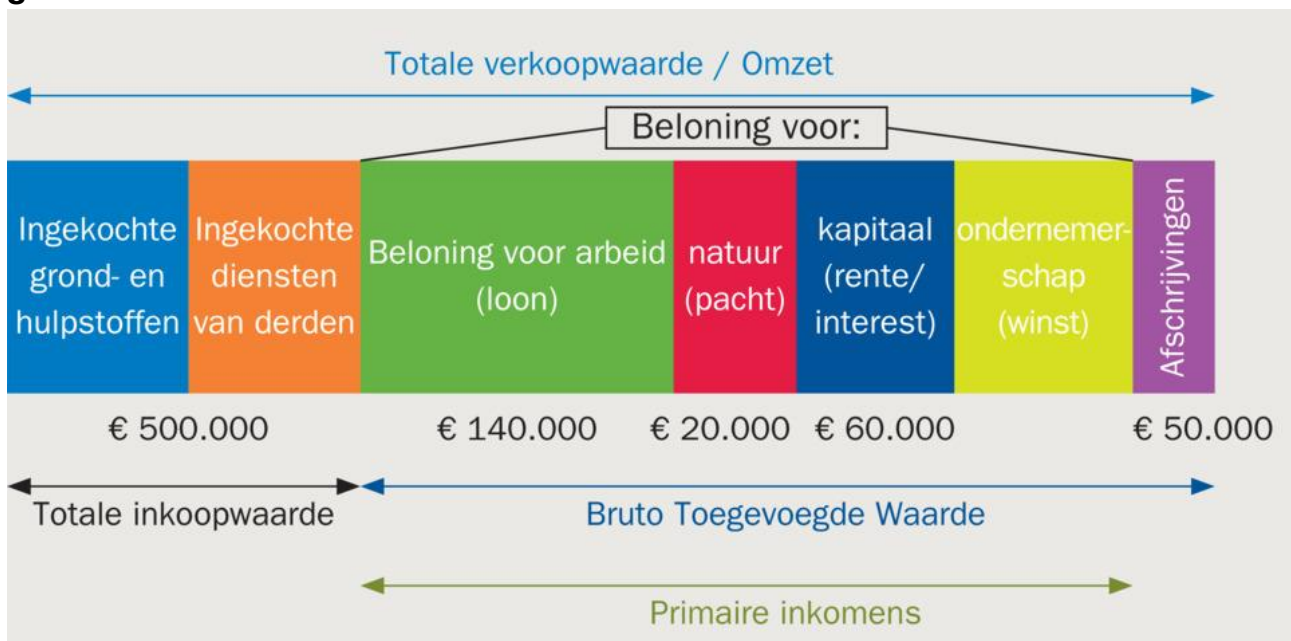 Totale verkoopwaarde / Omzet
Beloning voor:
Ingekochte
grond- en
hulpstoffen
Ingekochte
diensten
van derden
Beloning voor arbeid
(loon)
natuur
(pacht)
kapitaal
(rente/
interest)
ondernemer-
schap
(winst)
Afschrijvingen
€ 500.000
€ 140.000
€ 20.000
€ 60.000
€ 50.000
Totale inkoopwaarde
Bruto Toegevoegde Waarde
Primaire inkomens